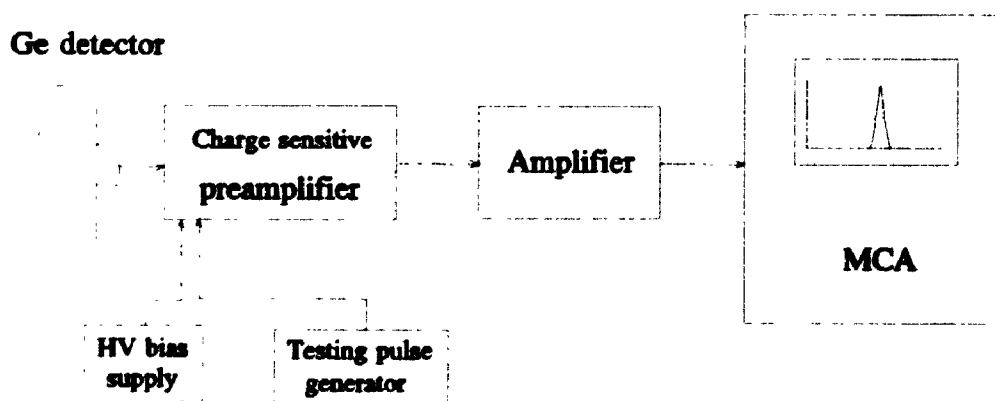 Ge detector
Charge sensitive
preamplifier
Amplifier
MCA
HV bias
supply
Testing pulse
generator